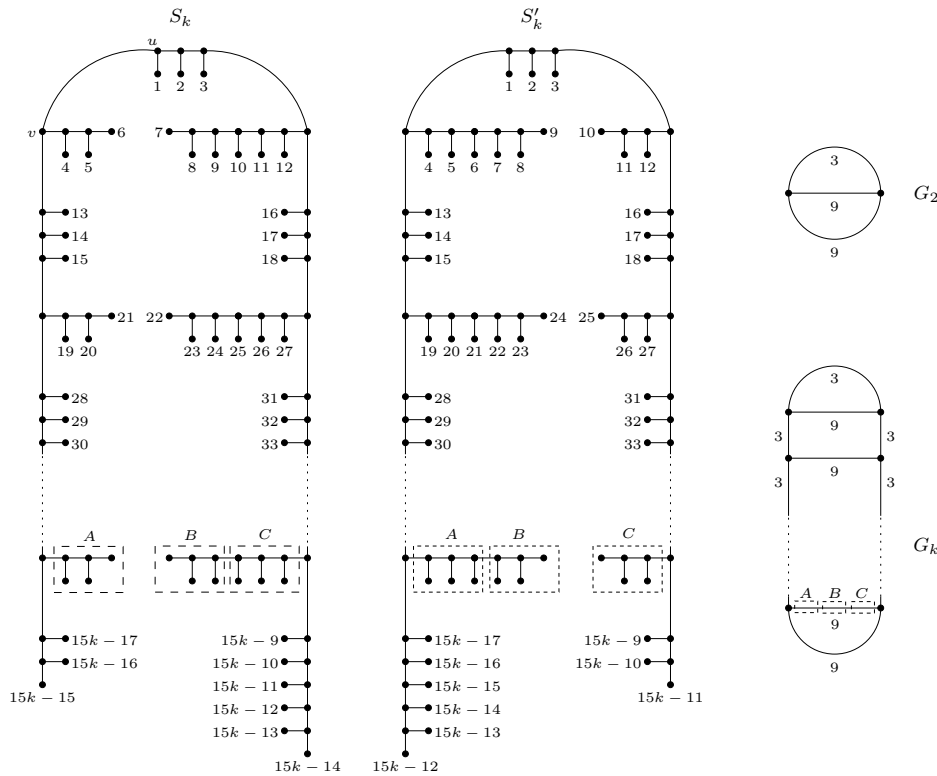 S_k S'_k
u
1 2 3 1 2 3
v 6 7 9 10
4 5 8 9 10 11 12 4 5 6 7 8 11 12
3
9 G_2
9
13 16 13 16
14 17 14 17
15 18 15 18
21 22 24 25
19 20 23 24 25 26 27 19 20 21 22 23 26 27
3
28 31 28 31
29 32 29 32
30 33 30 33
3 9 3
3 9 3
A B C A B C
G_k
A B C
9
9
15k − 17 15k − 9 15k − 17 15k − 9
15k − 16 15k − 10 15k − 16 15k − 10
15k − 15 15k − 11 15k − 15 15k − 11
15k − 12 15k − 14
15k − 13 15k − 13
15k − 14 15k − 12